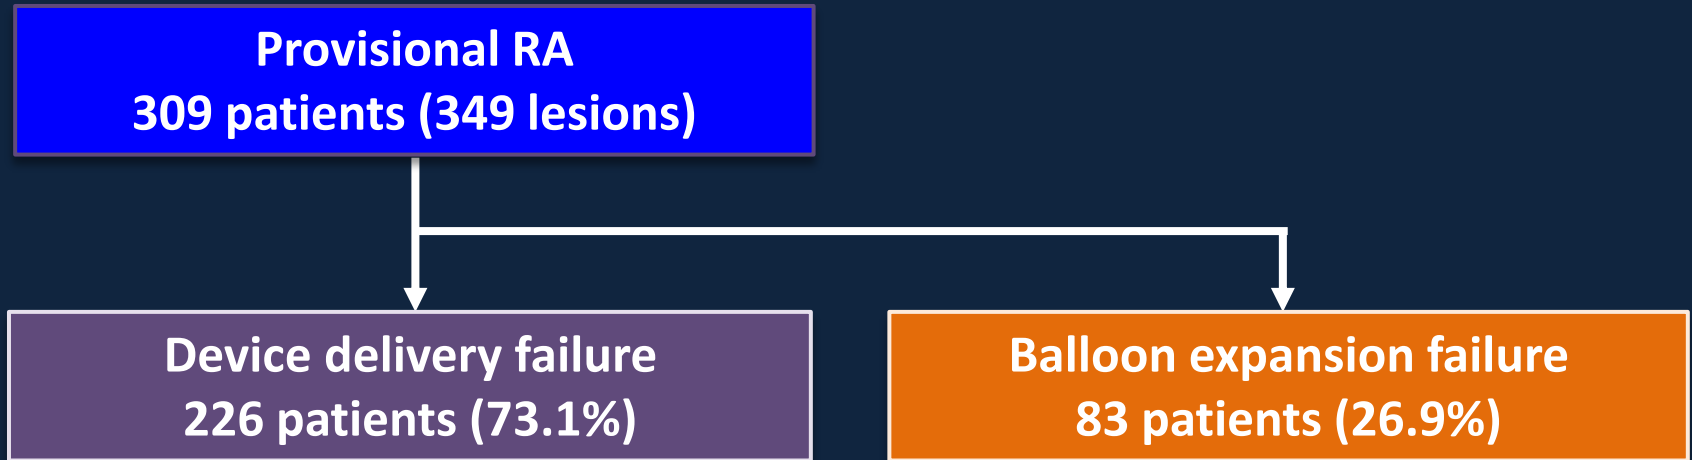 Provisional RA
309 patients (349 lesions)
Device delivery failure
226 patients (73.1%)
Balloon expansion failure
83 patients (26.9%)